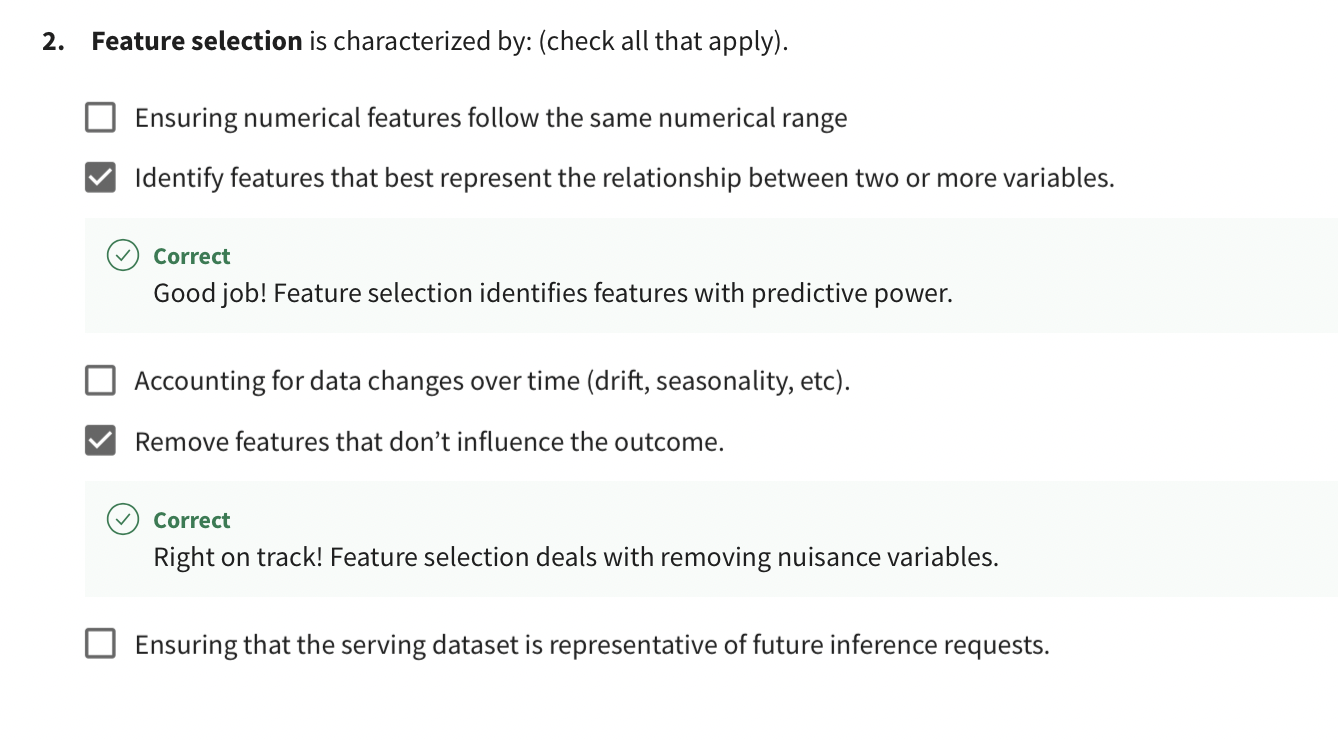 2. Feature selection is characterized by: (check all that apply).
Ensuring numerical features follow the same numerical range
Identify features that best represent the relationship between two or more variables.
Correct
Good job! Feature selection identifies features with predictive power.
Accounting for data changes over time (drift, seasonality, etc).
Remove features that don’t influence the outcome.
Correct
Right on track! Feature selection deals with removing nuisance variables.
Ensuring that the serving dataset is representative of future inference requests.